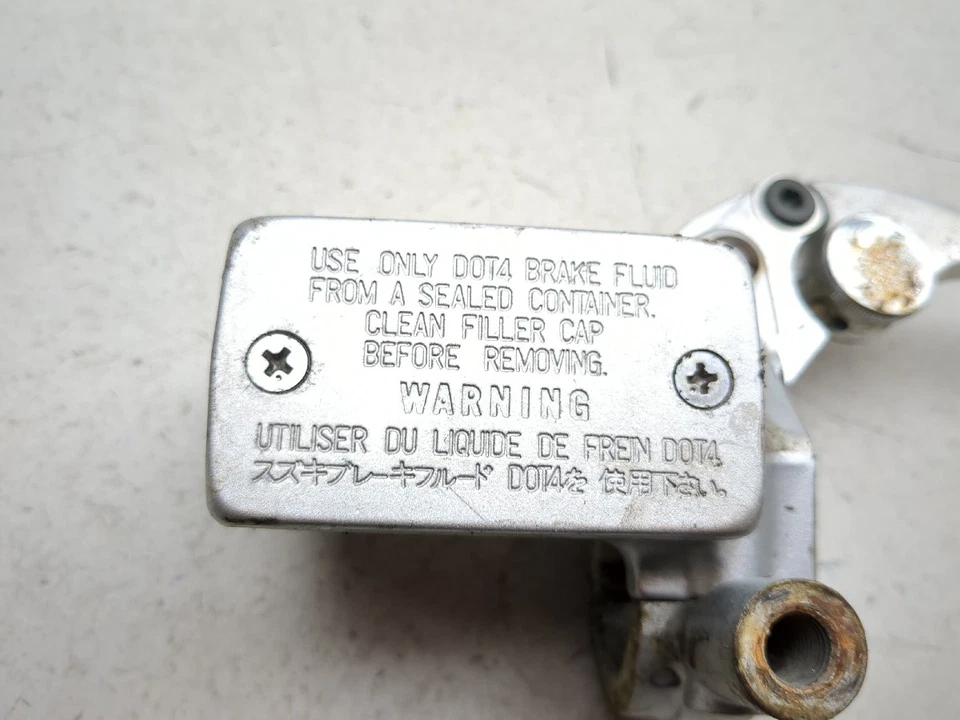 USE ONLY DOT4 BRAKE FLUID
FROM A SEALED CONTAINER.
CLEAN FILLER CAP
BEFORE REMOVING.
WARNING
UTILISER DU LIQUIDE DE FREIN DOT4.
スズキブレーキフルード DOT4を 使用下さい。